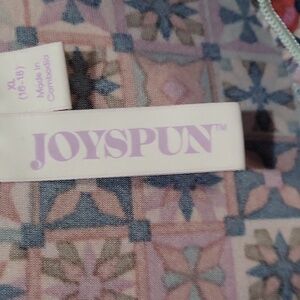 XL
(16-18)
Made in
Cambodia
JOYSPUN™